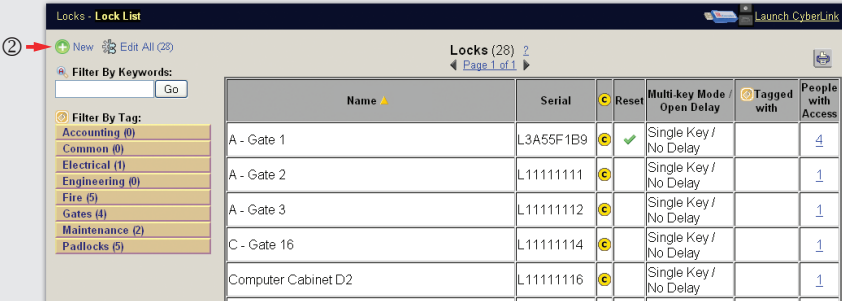 Locks - Lock List
Launch CyberLink
2
New Edit All (28)
Locks (28) ?
Page 1 of 1
Filter By Keywords:
Go
Filter By Tag:
Accounting (0)
Common (0)
Electrical (1)
Engineering (0)
Fire (5)
Gates (4)
Maintenance (2)
Padlocks (5)
Name Serial C Reset Multi-key Mode / Open Delay Tagged with People with Access
A - Gate 1 L3A55F1B9 C Single Key / No Delay 4
A - Gate 2 L11111111 C Single Key / No Delay 1
A - Gate 3 L11111112 C Single Key / No Delay 1
C - Gate 16 L11111114 C Single Key / No Delay 1
Computer Cabinet D2 L11111116 C Single Key / No Delay 1